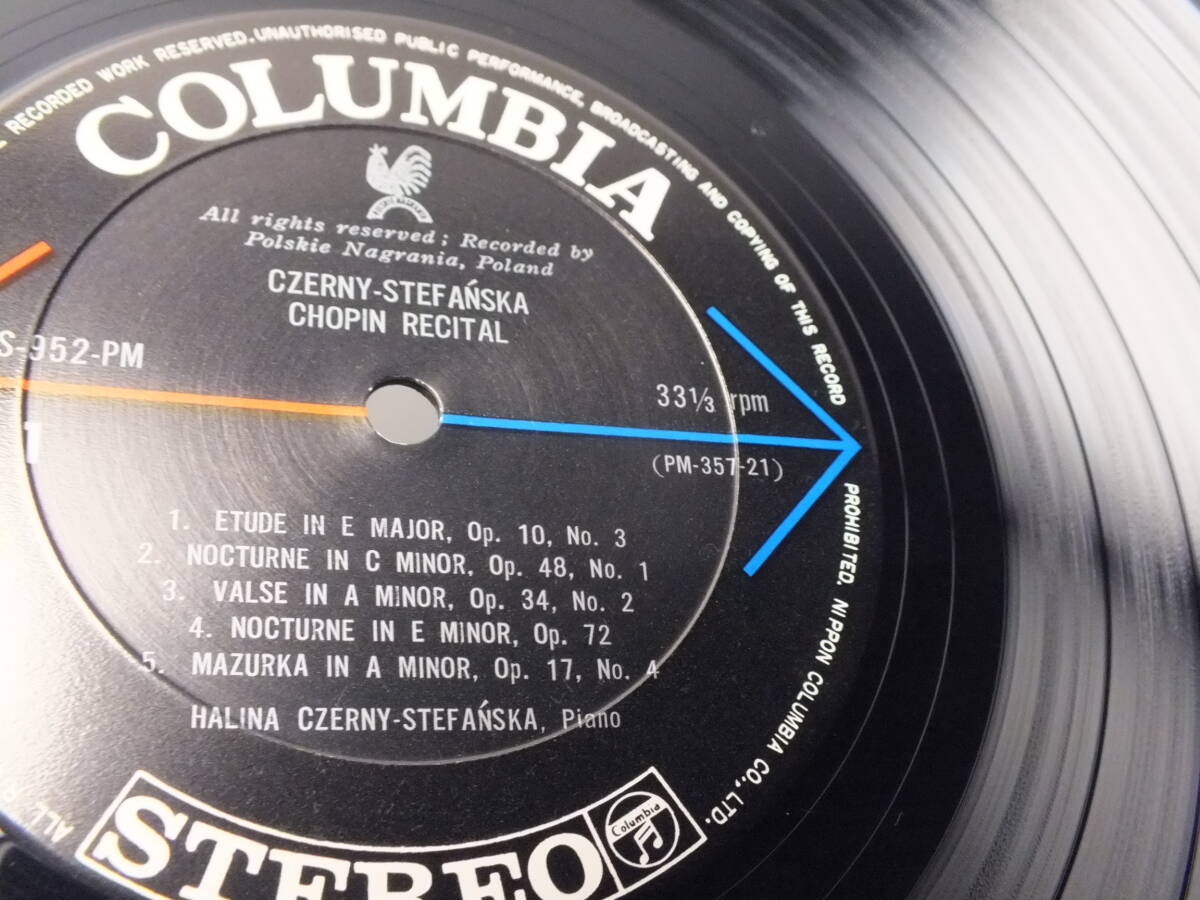 RECORDED WORK RESERVED. UNAUTHORISED PUBLIC PERFORMANCE, BROADCASTING AND COPYING OF THIS RECORD PROHIBITED. NIPPON COLUMBIA CO., LTD.
COLUMBIA
All rights reserved; Recorded by
Polskie Nagrania, Poland
CZERNY-STEFAŃSKA
CHOPIN RECITAL
S-952-PM
33⅓ rpm
1
(PM-357-21)
1. ETUDE IN E MAJOR, Op. 10, No. 3
2. NOCTURNE IN C MINOR, Op. 48, No. 1
3. VALSE IN A MINOR, Op. 34, No. 2
4. NOCTURNE IN E MINOR, Op. 72
5. MAZURKA IN A MINOR, Op. 17, No. 4
HALINA CZERNY-STEFAŃSKA, Piano
ALL
STEREO
Columbia